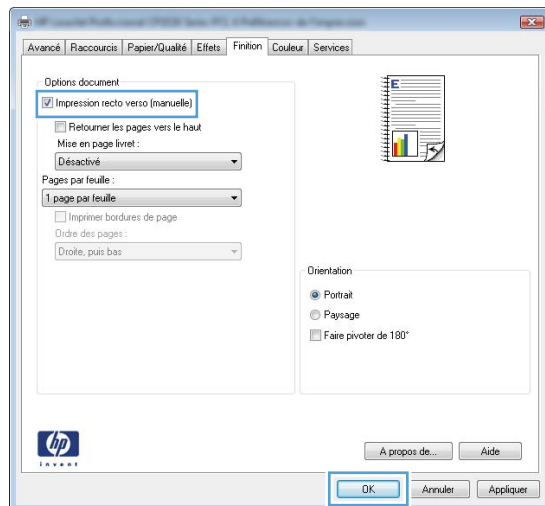 Avancé Raccourcis Papier/Qualité Effets Finition Couleur Services
Options document
Impression recto verso (manuelle)
Retourner les pages vers le haut
Mise en page livret :
Désactivé
Pages par feuille :
1 page par feuille
Imprimer bordures de page
Ordre des pages :
Droite, puis bas
E
Orientation
Portrait
Paysage
Faire pivoter de 180°
hp
invent
A propos de... Aide
OK Annuler Appliquer